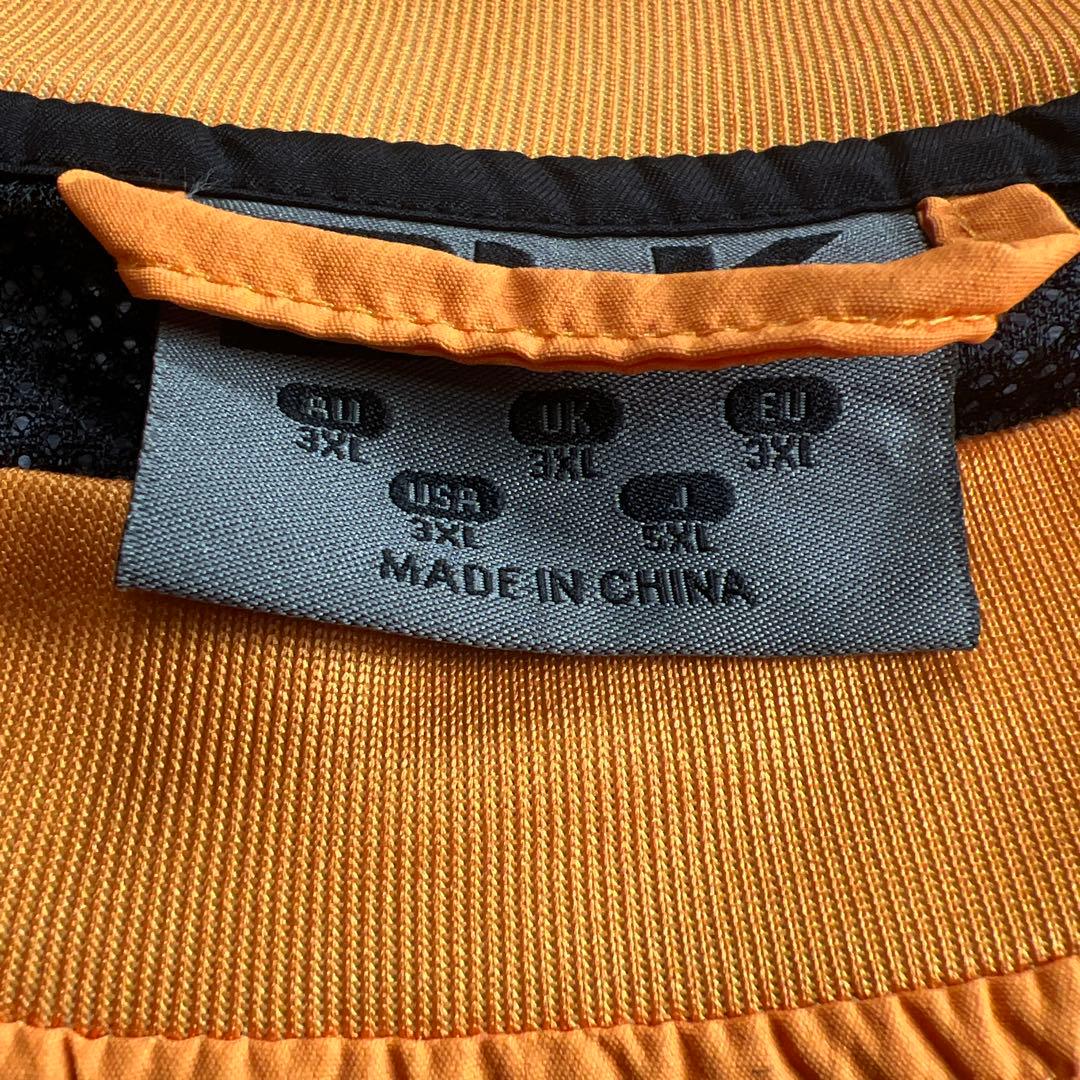 AU UK EU
3XL 3XL 3XL
USA J
3XL 5XL
MADE IN CHINA